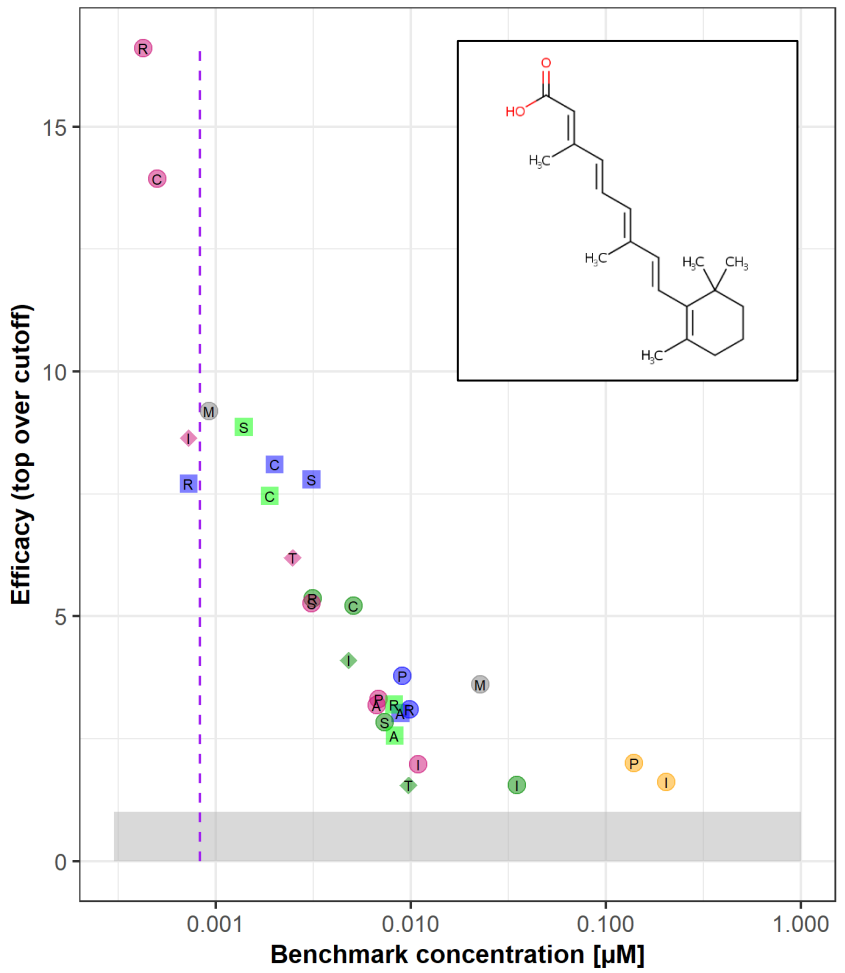 R
15
C
O
HO
H₃C
H₃C
H₃C
CH₃
H₃C
10
M
I
S
R
C
S
C
T
R
S
C
5
I
P
M
P
A
R
A
R
S
A
I
T
I
P
I
0
0.001
0.010
0.100
1.000
Efficacy (top over cutoff)
Benchmark concentration [µM]